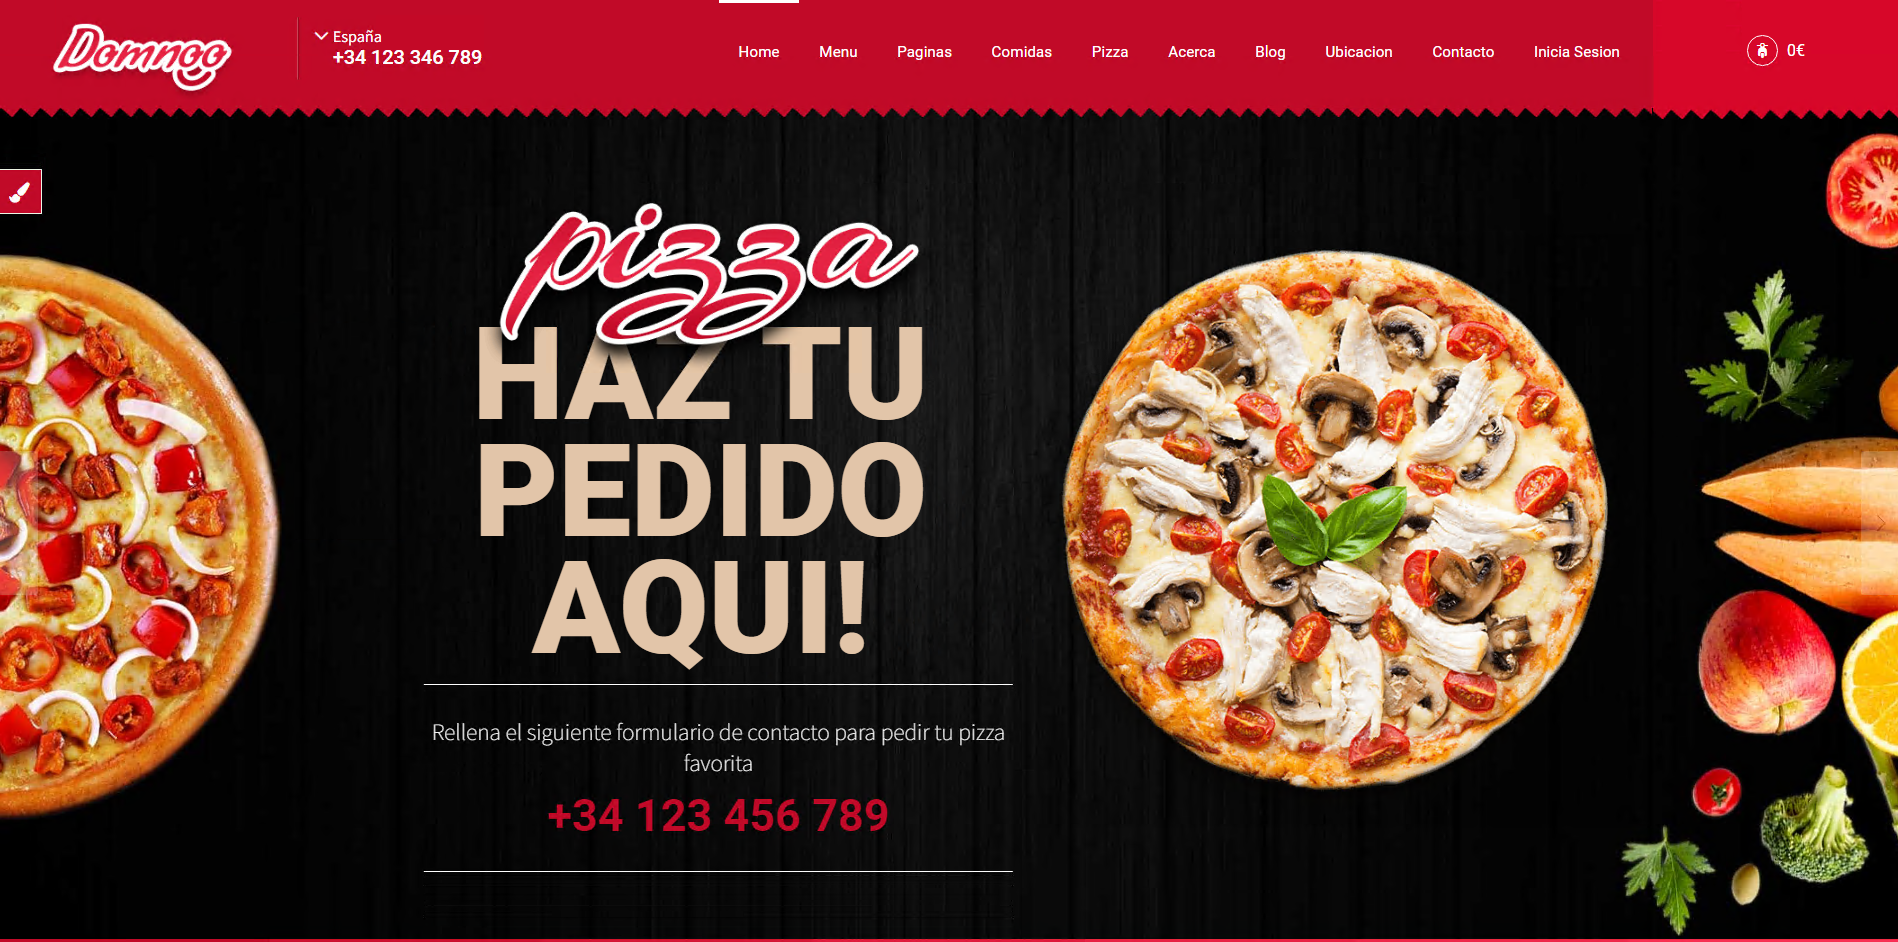 Domnoo
España
+34 123 346 789
Home Menu Paginas Comidas Pizza Acerca Blog Ubicacion Contacto Inicia Sesion
0€
pizza
HAZ TU
PEDIDO
AQUI!
Rellena el siguiente formulario de contacto para pedir tu pizza
favorita
+34 123 456 789